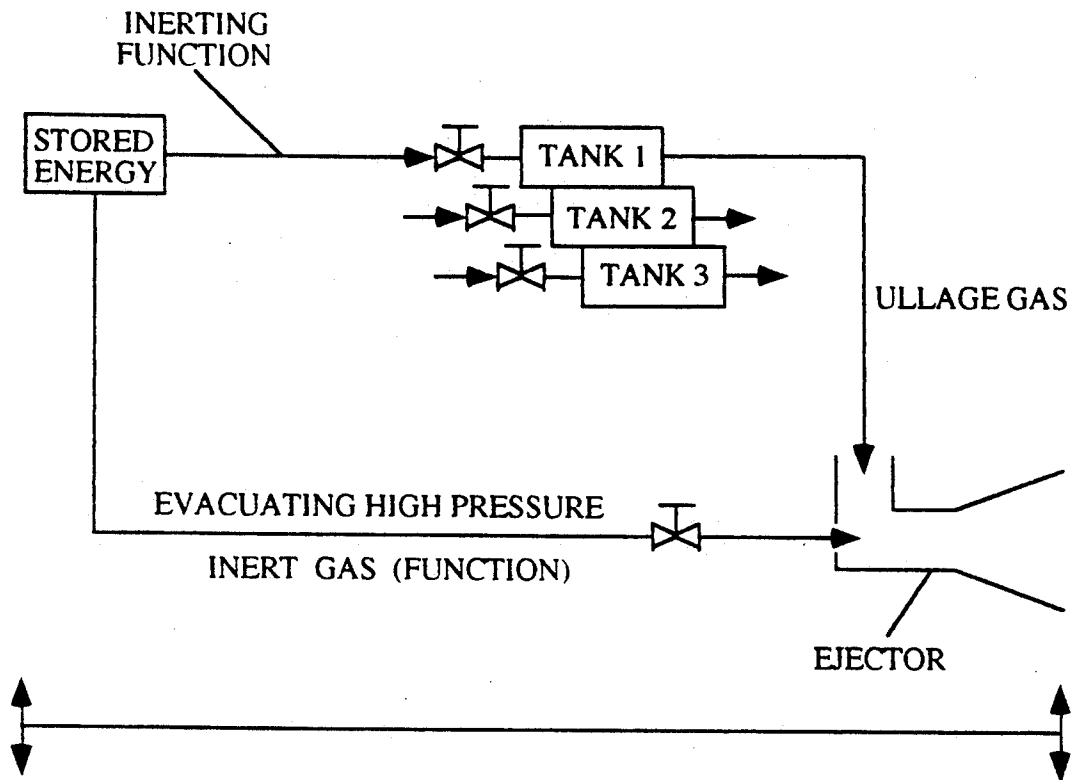 INERTING
FUNCTION
STORED
ENERGY
TANK 1
TANK 2
TANK 3
ULLAGE GAS
EVACUATING HIGH PRESSURE
INERT GAS (FUNCTION)
EJECTOR